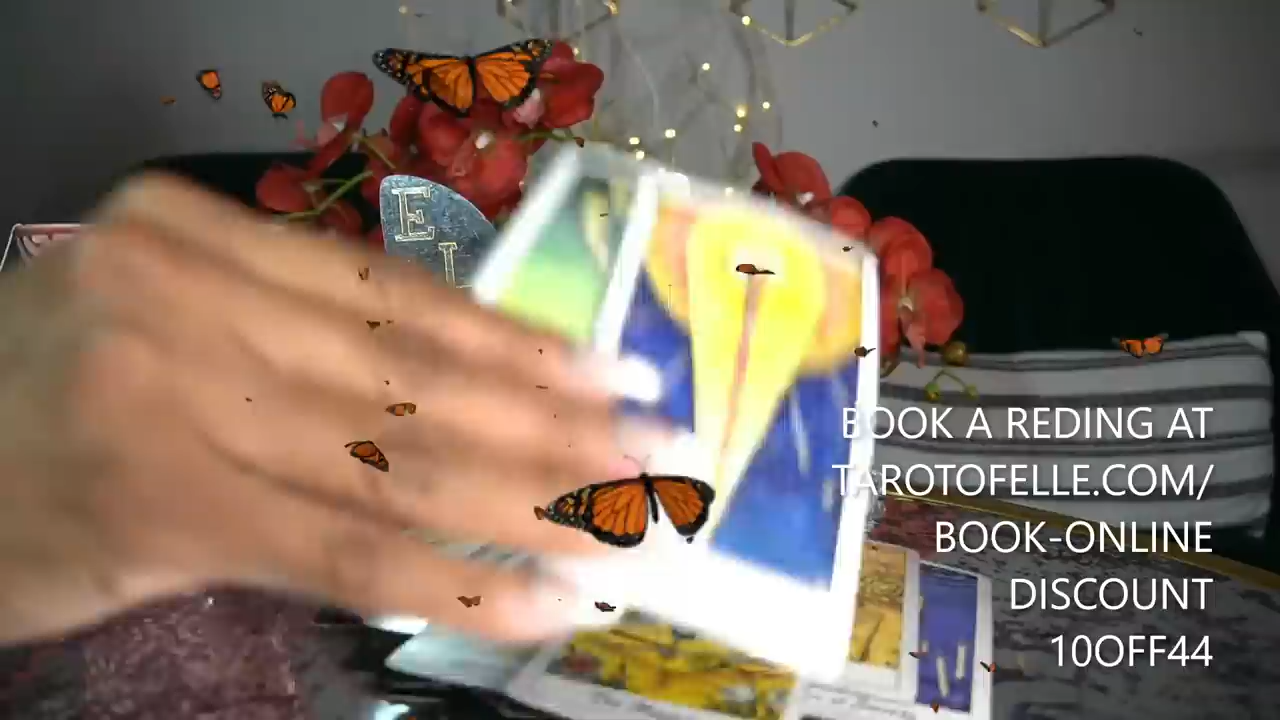 E
L
BOOK A REDING AT
TAROTOFELLE.COM/
BOOK-ONLINE
DISCOUNT
10OFF44